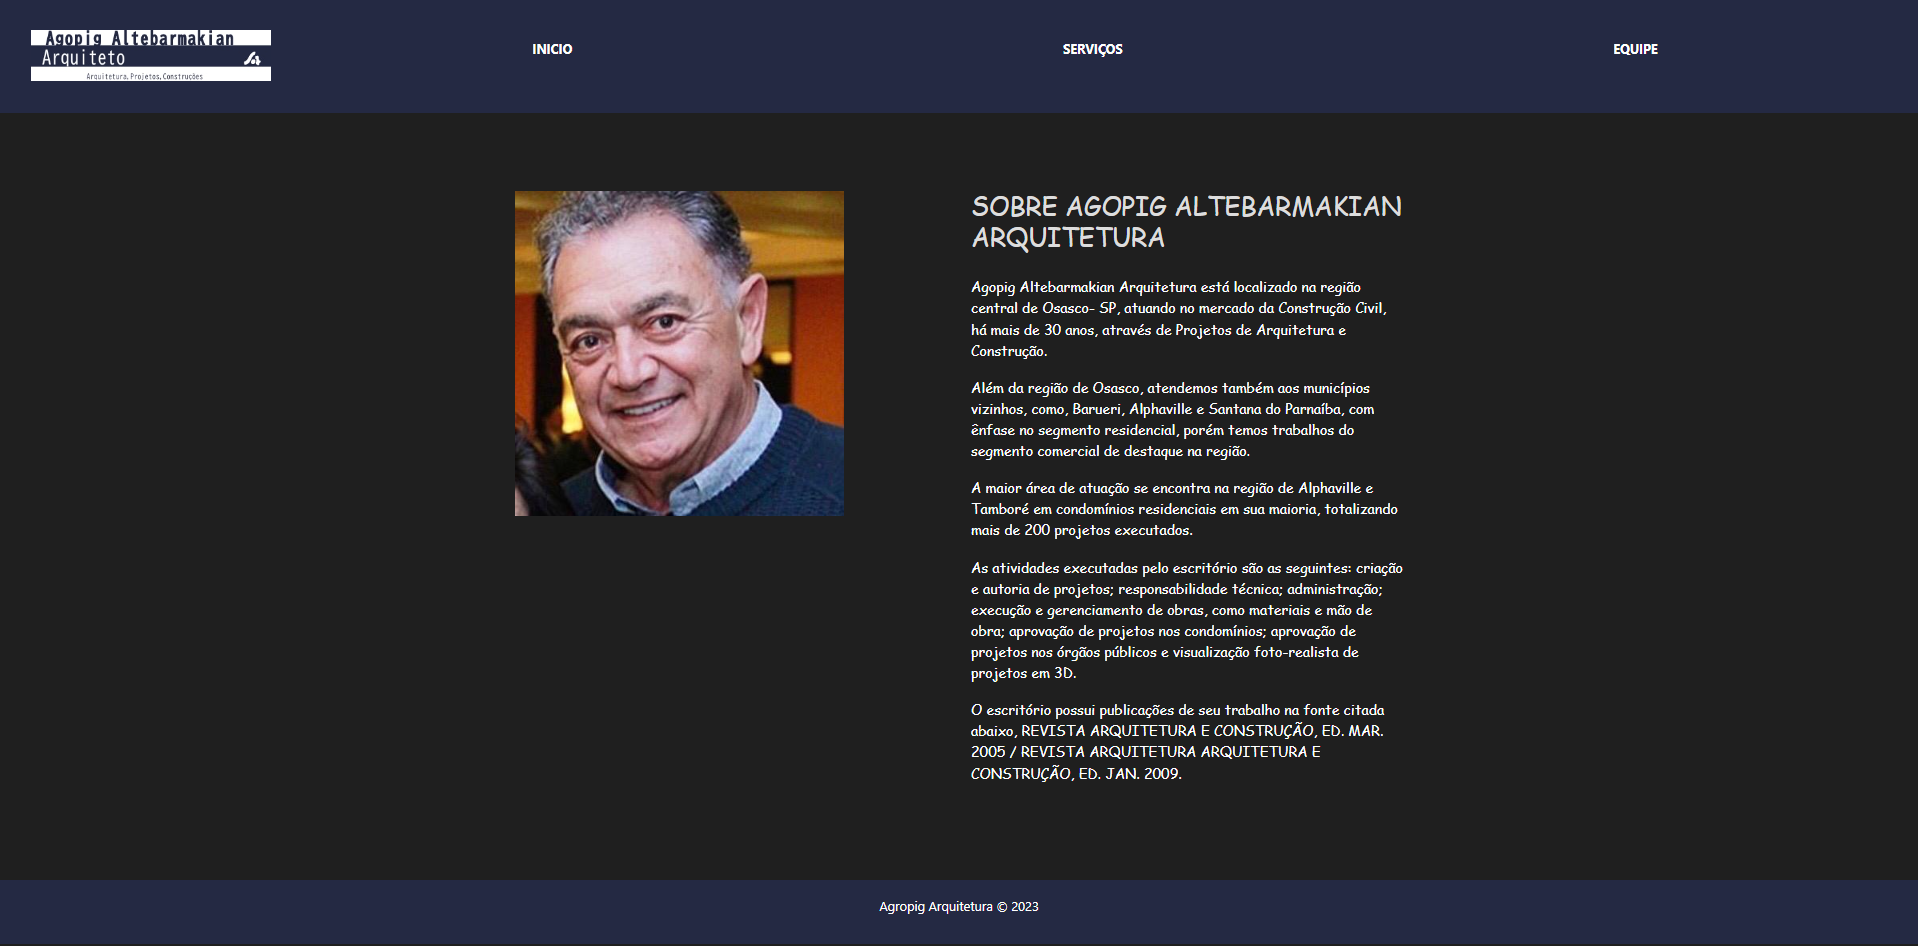 Agopig Altebarmakian
Arquiteto
Arquitetura, Projetos, Construções
INICIO
SERVIÇOS
EQUIPE
SOBRE AGOPIG ALTEBARMAKIAN
ARQUITETURA
Agopig Altebarmakian Arquitetura está localizado na região
central de Osasco- SP, atuando no mercado da Construção Civil,
há mais de 30 anos, através de Projetos de Arquitetura e
Construção.
Além da região de Osasco, atendemos também aos municípios
vizinhos, como, Barueri, Alphaville e Santana do Parnaíba, com
ênfase no segmento residencial, porém temos trabalhos do
segmento comercial de destaque na região.
A maior área de atuação se encontra na região de Alphaville e
Tamboré em condomínios residenciais em sua maioria, totalizando
mais de 200 projetos executados.
As atividades executadas pelo escritório são as seguintes: criação
e autoria de projetos; responsabilidade técnica; administração;
execução e gerenciamento de obras, como materiais e mão de
obra; aprovação de projetos nos condomínios; aprovação de
projetos nos órgãos públicos e visualização foto-realista de
projetos em 3D.
O escritório possui publicações de seu trabalho na fonte citada
abaixo, REVISTA ARQUITETURA E CONSTRUÇÃO, ED. MAR.
2005 / REVISTA ARQUITETURA ARQUITETURA E
CONSTRUÇÃO, ED. JAN. 2009.
Agropig Arquitetura © 2023